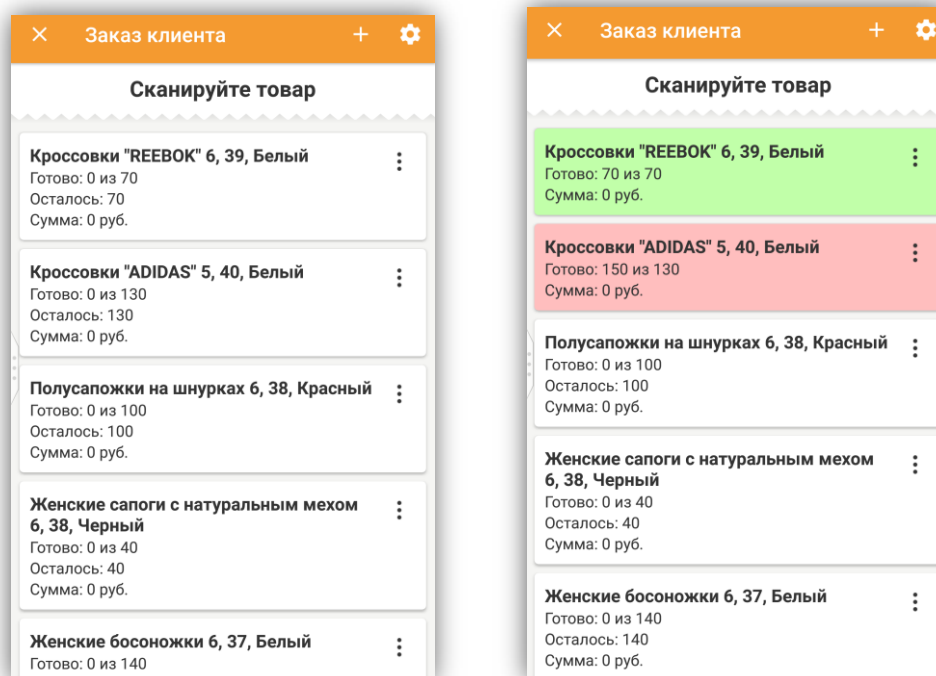 Заказ клиента
Сканируйте товар
Кроссовки "REEBOK" 6, 39, Белый
Готово: 0 из 70
Осталось: 70
Сумма: 0 руб.
Кроссовки "ADIDAS" 5, 40, Белый
Готово: 0 из 130
Осталось: 130
Сумма: 0 руб.
Полусапожки на шнурках 6, 38, Красный
Готово: 0 из 100
Осталось: 100
Сумма: 0 руб.
Женские сапоги с натуральным мехом
6, 38, Черный
Готово: 0 из 40
Осталось: 40
Сумма: 0 руб.
Женские босоножки 6, 37, Белый
Готово: 0 из 140
Заказ клиента
Сканируйте товар
Кроссовки "REEBOK" 6, 39, Белый
Готово: 70 из 70
Сумма: 0 руб.
Кроссовки "ADIDAS" 5, 40, Белый
Готово: 150 из 130
Сумма: 0 руб.
Полусапожки на шнурках 6, 38, Красный
Готово: 0 из 100
Осталось: 100
Сумма: 0 руб.
Женские сапоги с натуральным мехом
6, 38, Черный
Готово: 0 из 40
Осталось: 40
Сумма: 0 руб.
Женские босоножки 6, 37, Белый
Готово: 0 из 140
Осталось: 140
Сумма: 0 руб.